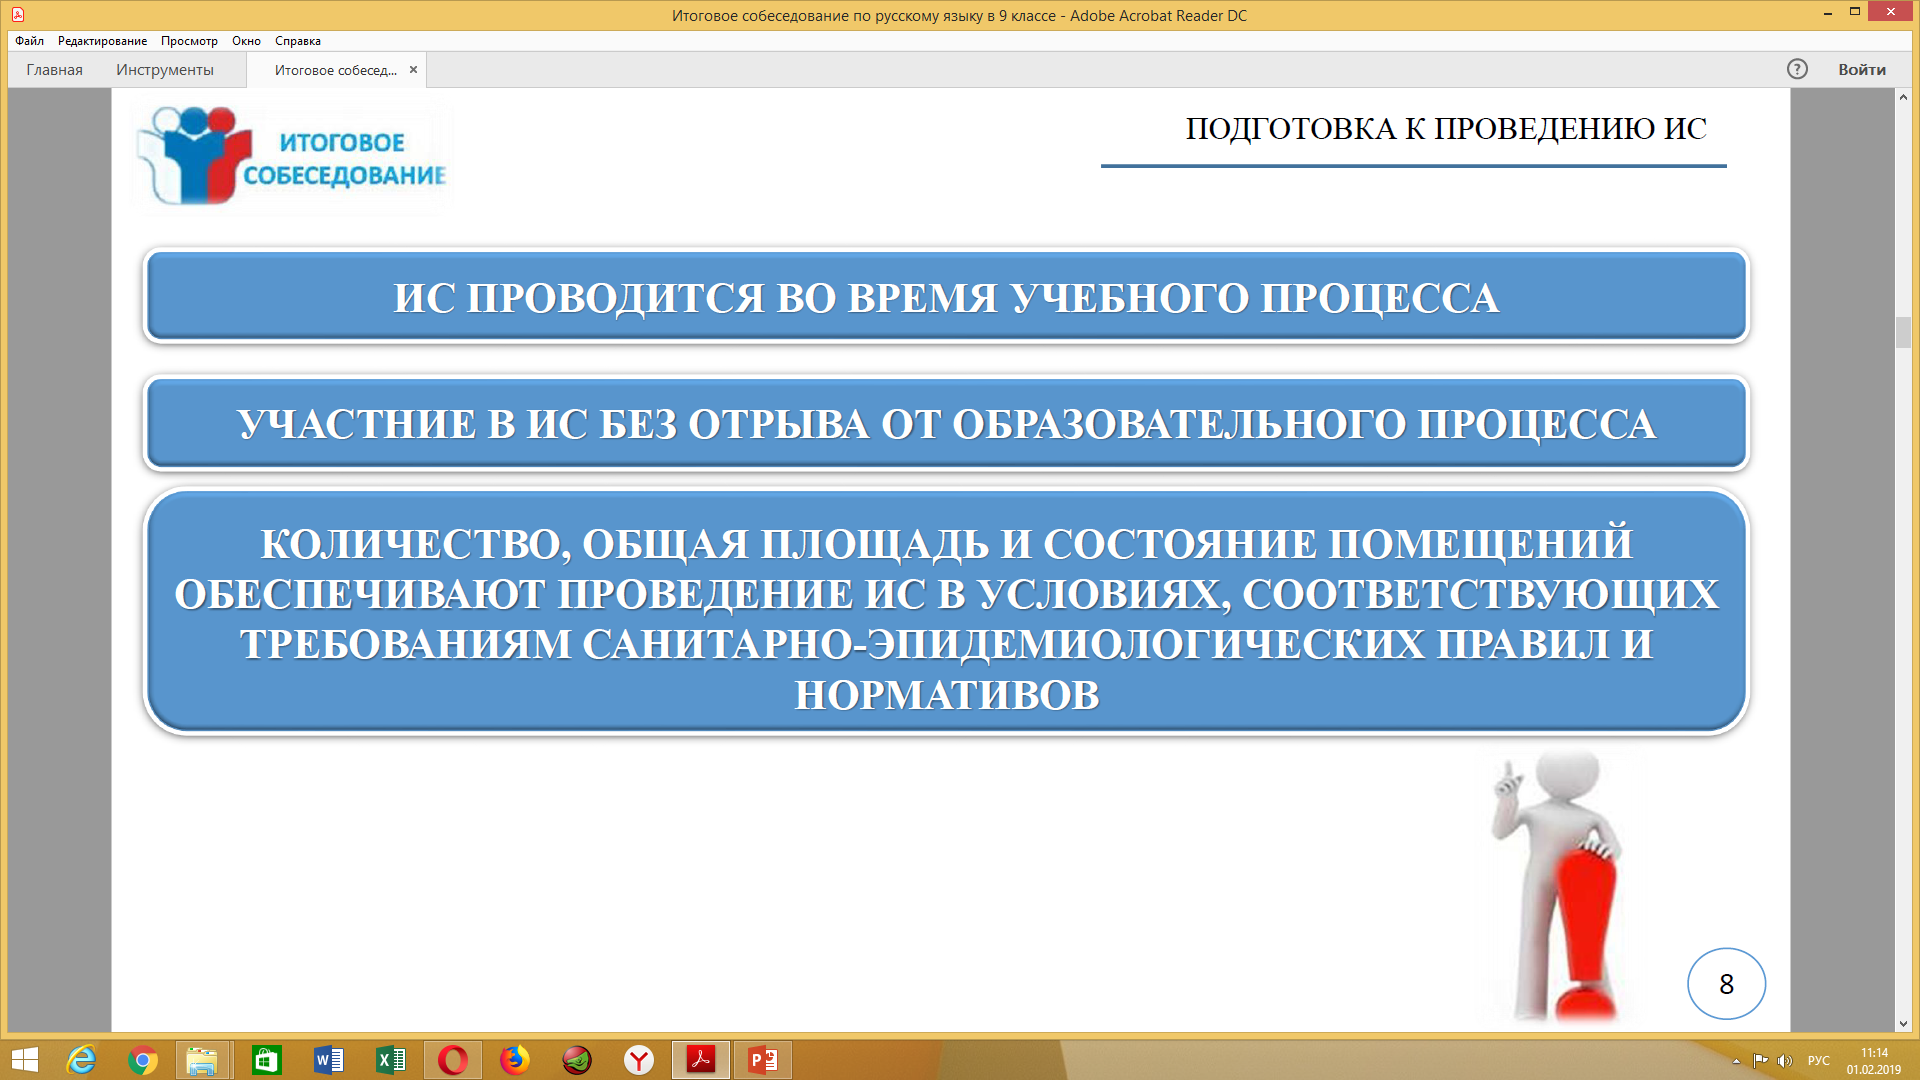 Итоговое собеседование по русскому языку в 9 классе - Adobe Acrobat Reader DC
Файл Редактирование Просмотр Окно Справка
Главная Инструменты Итоговое собесед... Войти
ИТОГОВОЕ
СОБЕСЕДОВАНИЕ
ПОДГОТОВКА К ПРОВЕДЕНИЮ ИС
ИС ПРОВОДИТСЯ ВО ВРЕМЯ УЧЕБНОГО ПРОЦЕССА
УЧАСТНИЕ В ИС БЕЗ ОТРЫВА ОТ ОБРАЗОВАТЕЛЬНОГО ПРОЦЕССА
КОЛИЧЕСТВО, ОБЩАЯ ПЛОЩАДЬ И СОСТОЯНИЕ ПОМЕЩЕНИЙ
ОБЕСПЕЧИВАЮТ ПРОВЕДЕНИЕ ИС В УСЛОВИЯХ, СООТВЕТСТВУЮЩИХ
ТРЕБОВАНИЯМ САНИТАРНО-ЭПИДЕМИОЛОГИЧЕСКИХ ПРАВИЛ И
НОРМАТИВОВ
8
РУС
11:14
01.02.2019